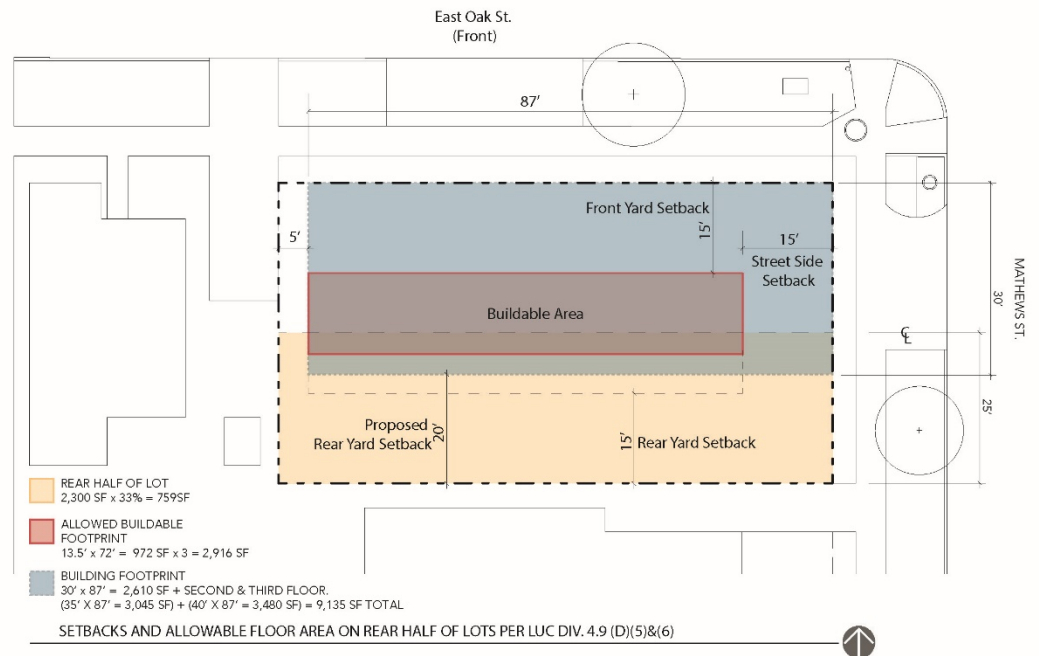 East Oak St.
(Front)
87'
Front Yard Setback
15'
5'
15'
Street Side
Setback
MATHEWS ST.
30'
Buildable Area
℄
25'
Proposed
Rear Yard Setback
20'
15'
Rear Yard Setback
REAR HALF OF LOT
2,300 SF x 33% = 759SF
ALLOWED BUILDABLE
FOOTPRINT
13.5' x 72' = 972 SF x 3 = 2,916 SF
BUILDING FOOTPRINT
30' x 87' = 2,610 SF + SECOND & THIRD FLOOR.
(35' X 87' = 3,045 SF) + (40' X 87' = 3,480 SF) = 9,135 SF TOTAL
SETBACKS AND ALLOWABLE FLOOR AREA ON REAR HALF OF LOTS PER LUC DIV. 4.9 (D)(5)&(6)